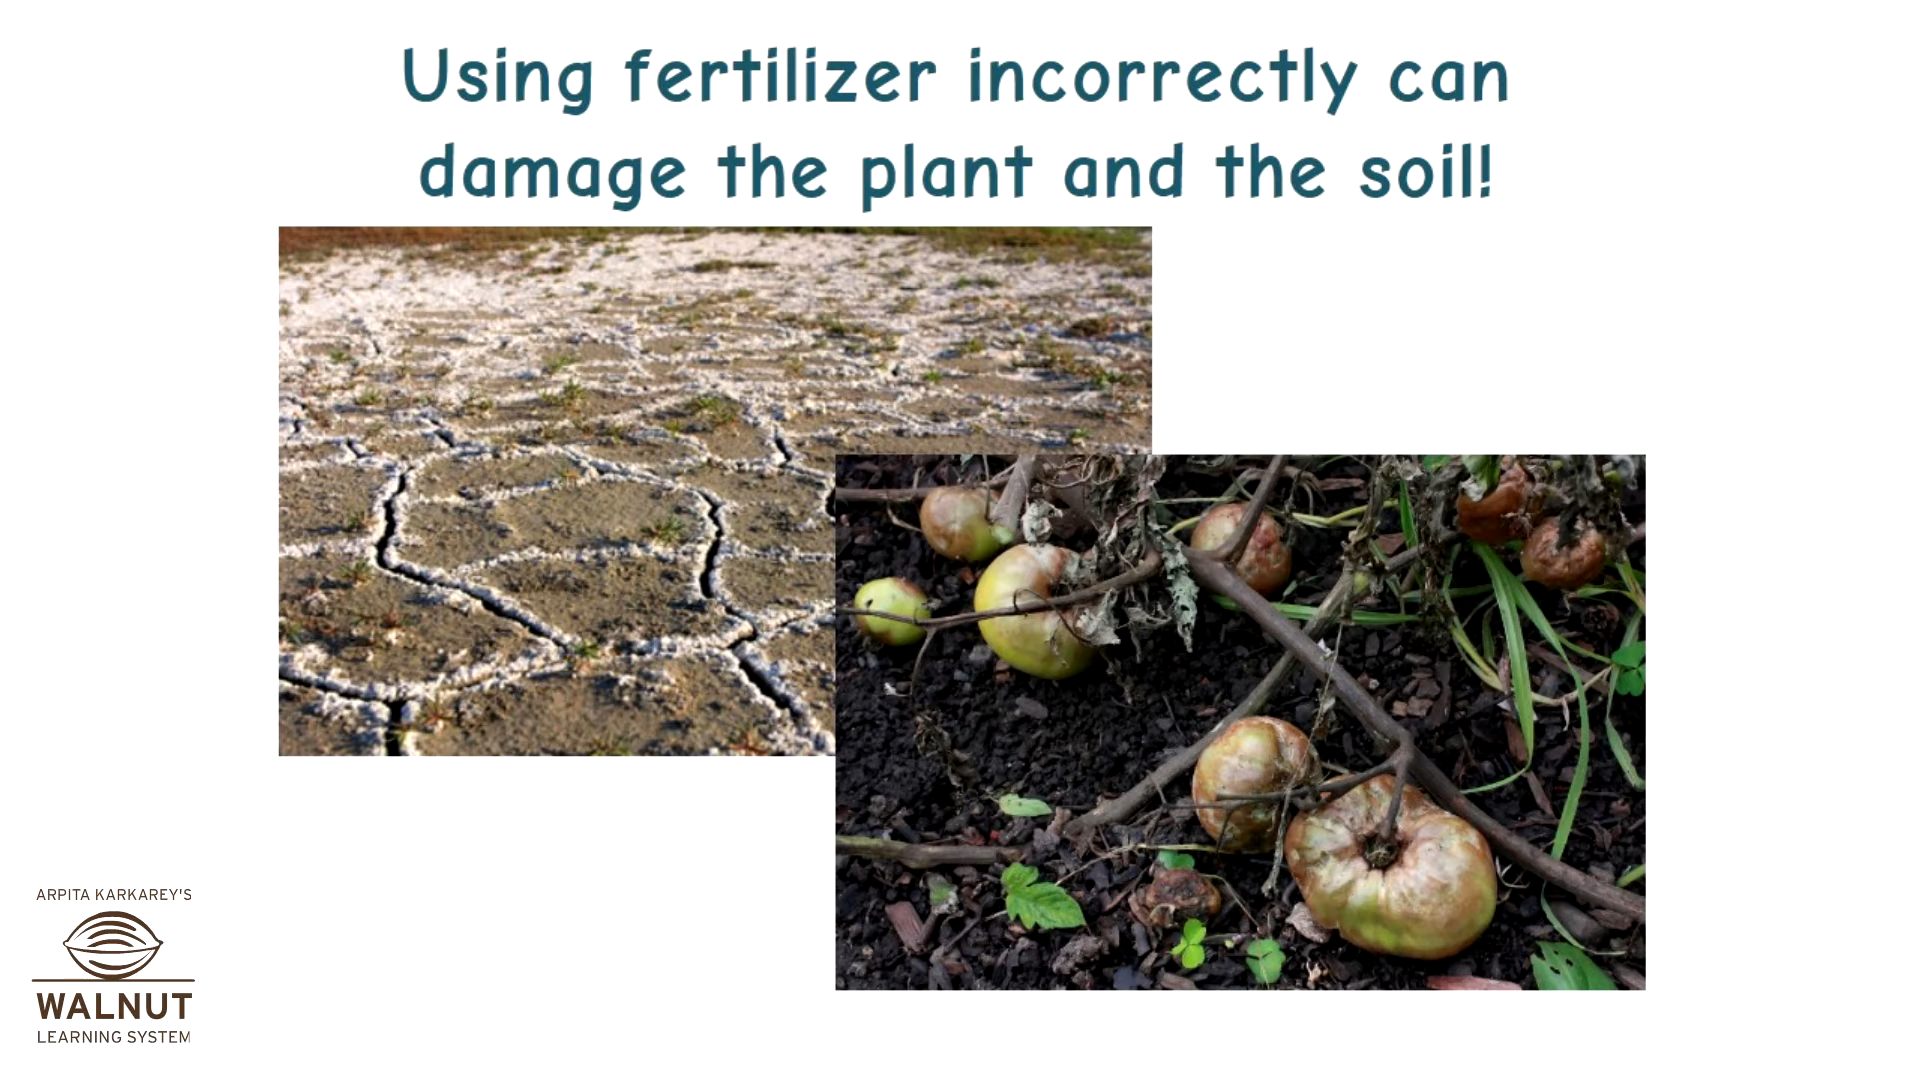 Using fertilizer incorrectly can
damage the plant and the soil!
ARPITA KARKAREY'S
WALNUT
LEARNING SYSTEM